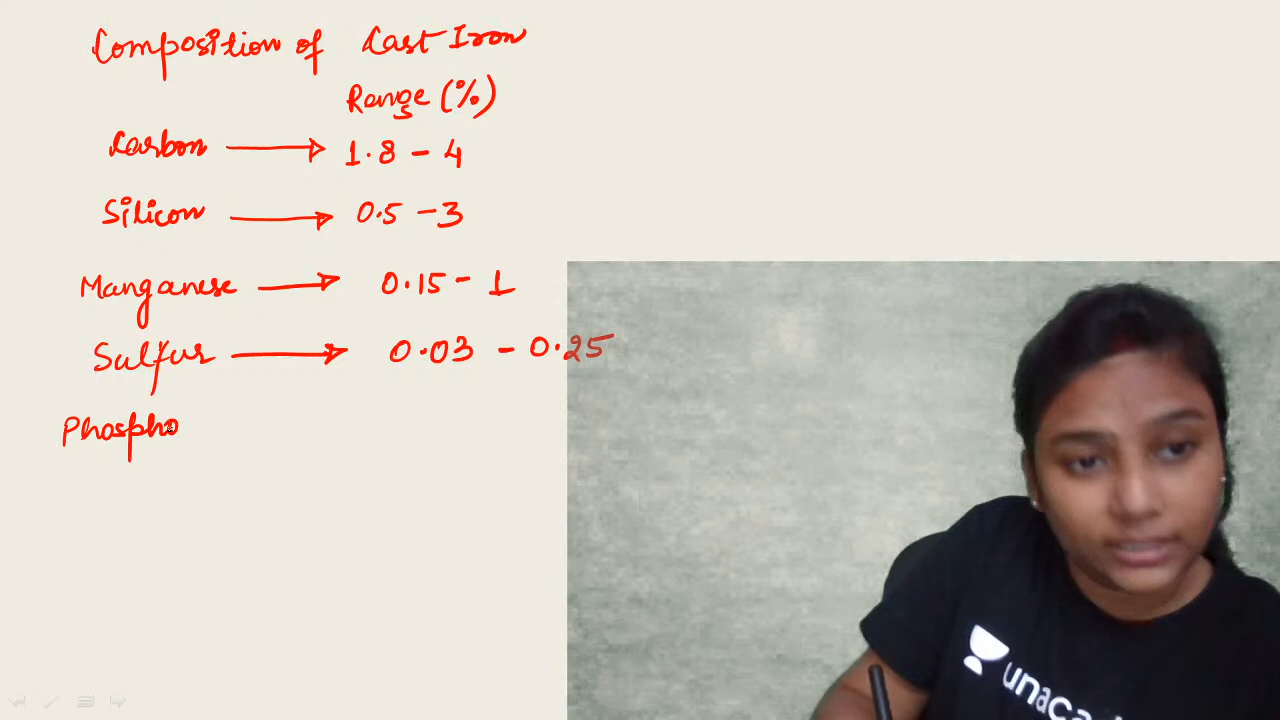 Composition of Cast Iron
Range (%)
Carbon → 1.8 - 4
Silicon → 0.5 - 3
Manganese → 0.15 - 1
Sulfur → 0.03 - 0.25
Phospho
unaca